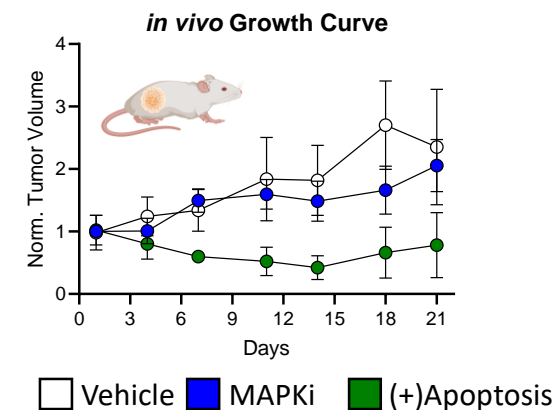 in vivo Growth Curve
Norm. Tumor Volume
4
3
2
1
0
0 3 6 9 12 15 18 21
Days
Vehicle MAPKi (+)Apoptosis